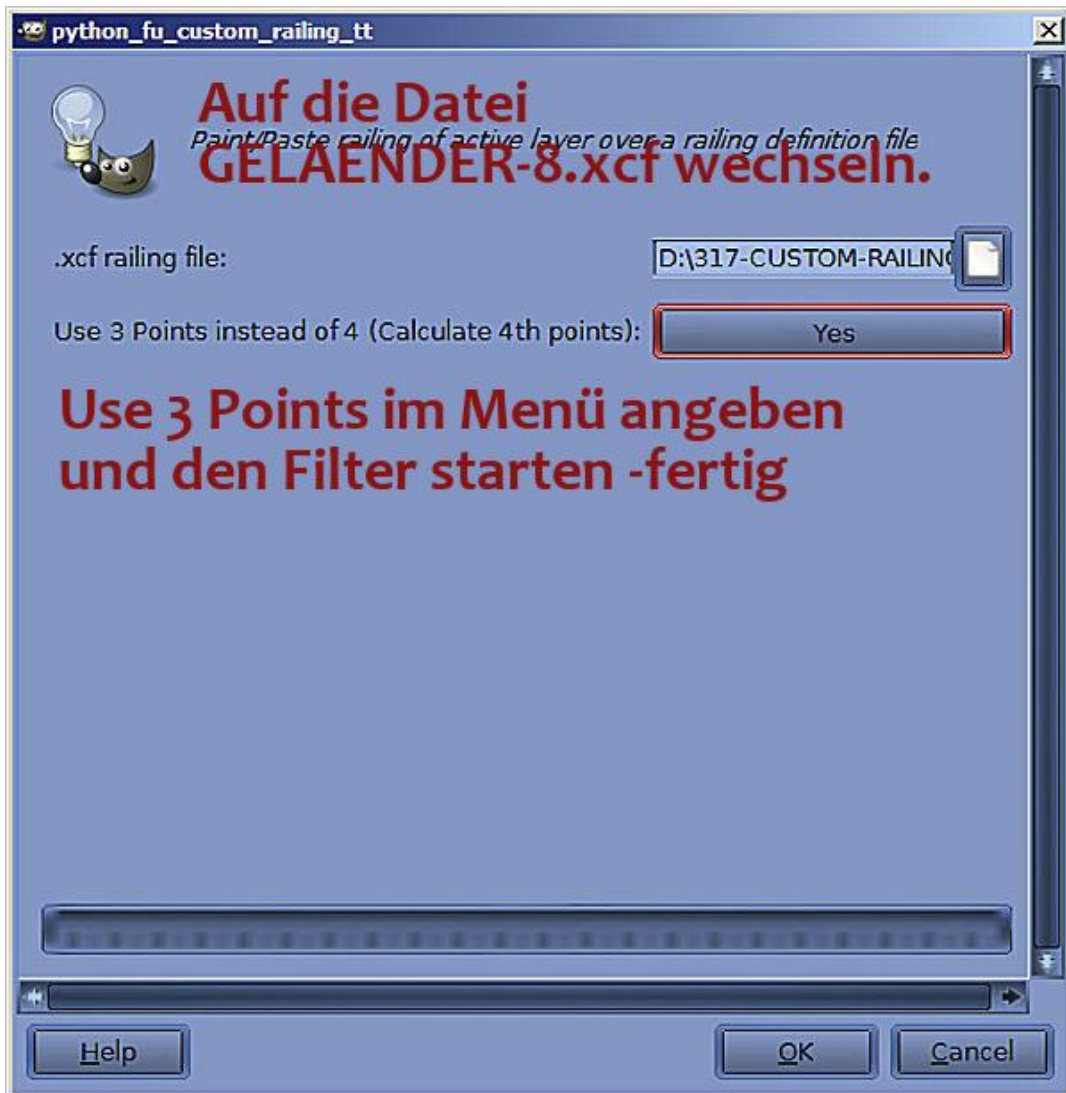 python_fu_custom_railing_tt
Auf die Datei
Paint/Paste railing of active layer over a railing definition file
GELAENDER-8.xcf wechseln.
.xcf railing file:
D:\317-CUSTOM-RAILING
Use 3 Points instead of 4 (Calculate 4th points):
Yes
Use 3 Points im Menü angeben
und den Filter starten -fertig
Help
OK
Cancel